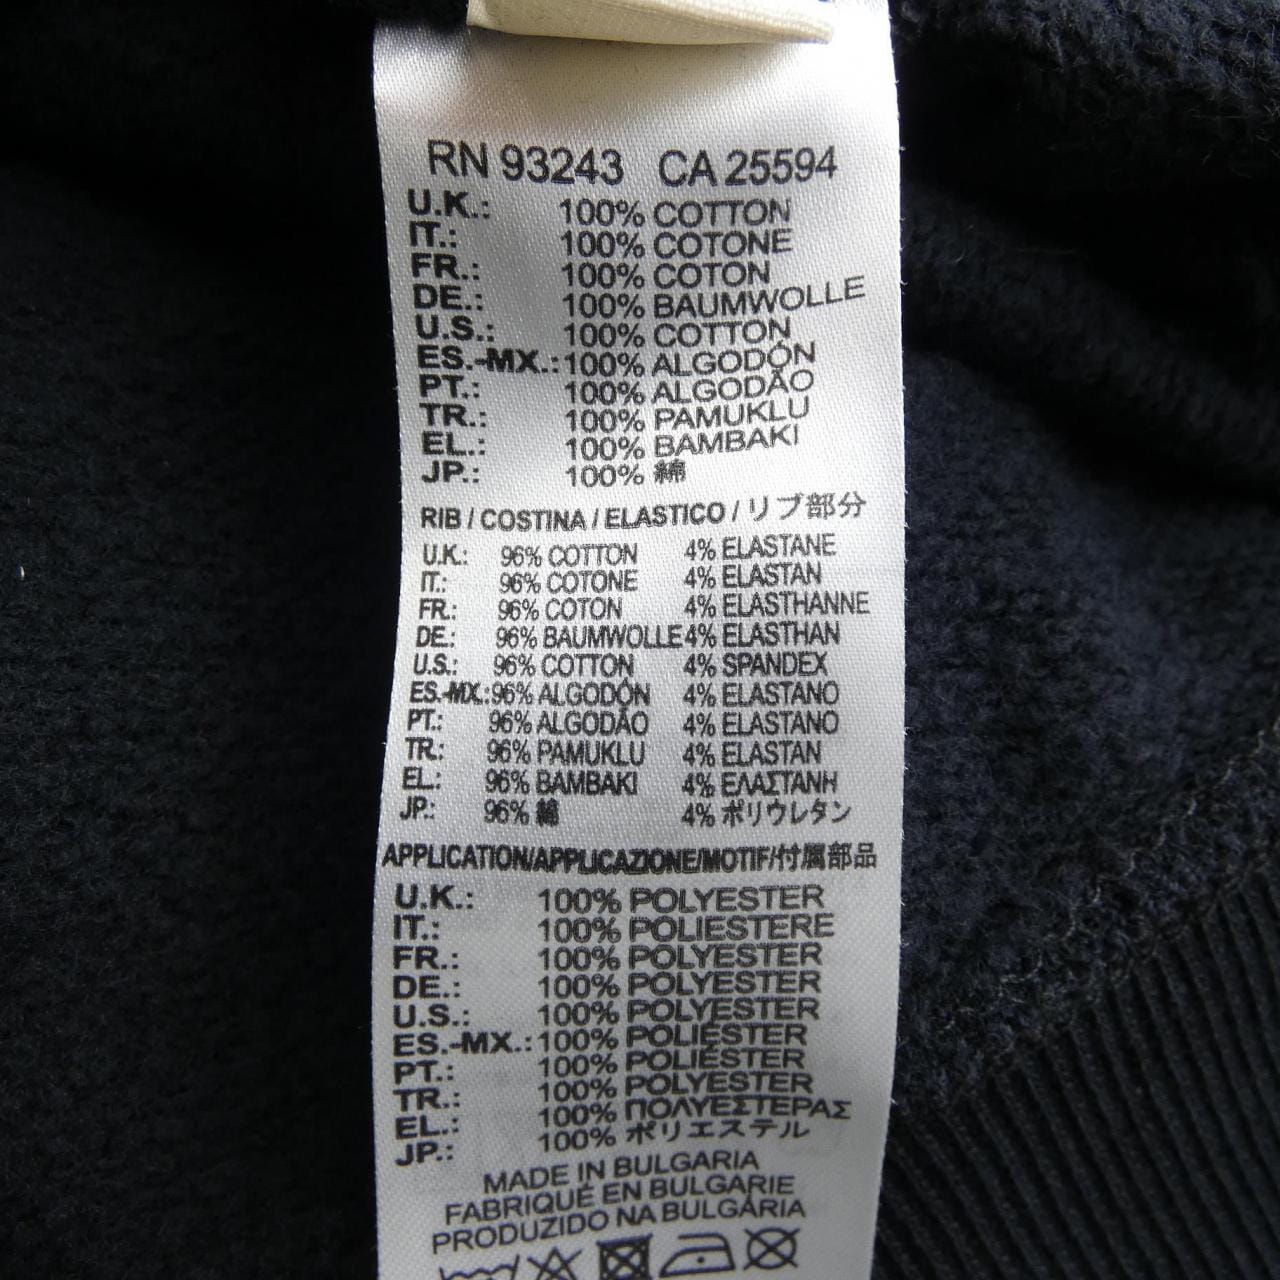 RN 93243 CA 25594
U.K.: 100% COTTON
IT.: 100% COTONE
FR.: 100% COTON
DE.: 100% BAUMWOLLE
U.S.: 100% COTTON
ES.-MX.: 100% ALGODÓN
PT.: 100% ALGODÃO
TR.: 100% PAMUKLU
EL.: 100% BAMBAKI
JP.: 100% 綿
RIB / COSTINA / ELASTICO / リブ部分
U.K.: 96% COTTON 4% ELASTANE
IT.: 96% COTONE 4% ELASTAN
FR.: 96% COTON 4% ELASTHANNE
DE.: 96% BAUMWOLLE 4% ELASTHAN
U.S.: 96% COTTON 4% SPANDEX
ES.-MX.: 96% ALGODÓN 4% ELASTANO
PT.: 96% ALGODÃO 4% ELASTANO
TR.: 96% PAMUKLU 4% ELASTAN
EL.: 96% BAMBAKI 4% ΕΛΑΣΤΑΝΗ
JP.: 96% 綿 4% ポリウレタン
APPLICATION/APPLICAZIONE/MOTIF/付属部品
U.K.: 100% POLYESTER
IT.: 100% POLIESTERE
FR.: 100% POLYESTER
DE.: 100% POLYESTER
U.S.: 100% POLYESTER
ES.-MX.: 100% POLIÉSTER
PT.: 100% POLIÉSTER
TR.: 100% POLYESTER
EL.: 100% ΠΟΛΥΕΣΤΕΡΑΣ
JP.: 100% ポリエステル
MADE IN BULGARIA
FABRIQUÉ EN BULGARIE
PRODUZIDO NA BULGÁRIA